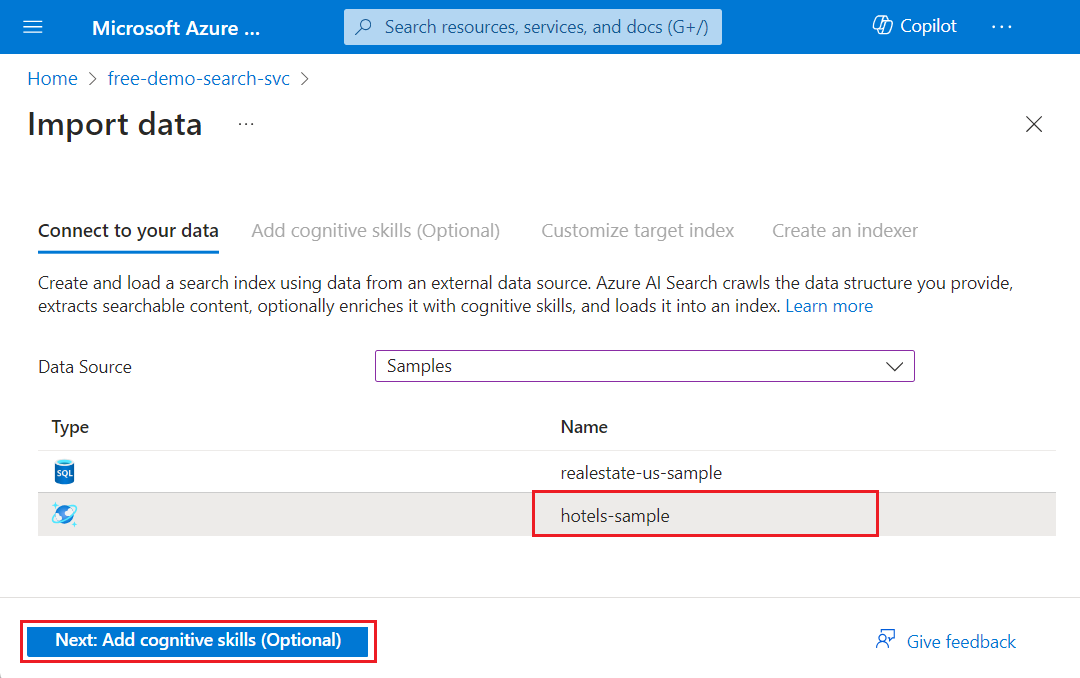 Microsoft Azure ...
Search resources, services, and docs (G+/)
Copilot
...
Home > free-demo-search-svc >
Import data ...
Connect to your data
Add cognitive skills (Optional)
Customize target index
Create an indexer
Create and load a search index using data from an external data source. Azure AI Search crawls the data structure you provide,
extracts searchable content, optionally enriches it with cognitive skills, and loads it into an index. Learn more
Data Source
Samples
Type
Name
SQL
realestate-us-sample
hotels-sample
Next: Add cognitive skills (Optional)
Give feedback